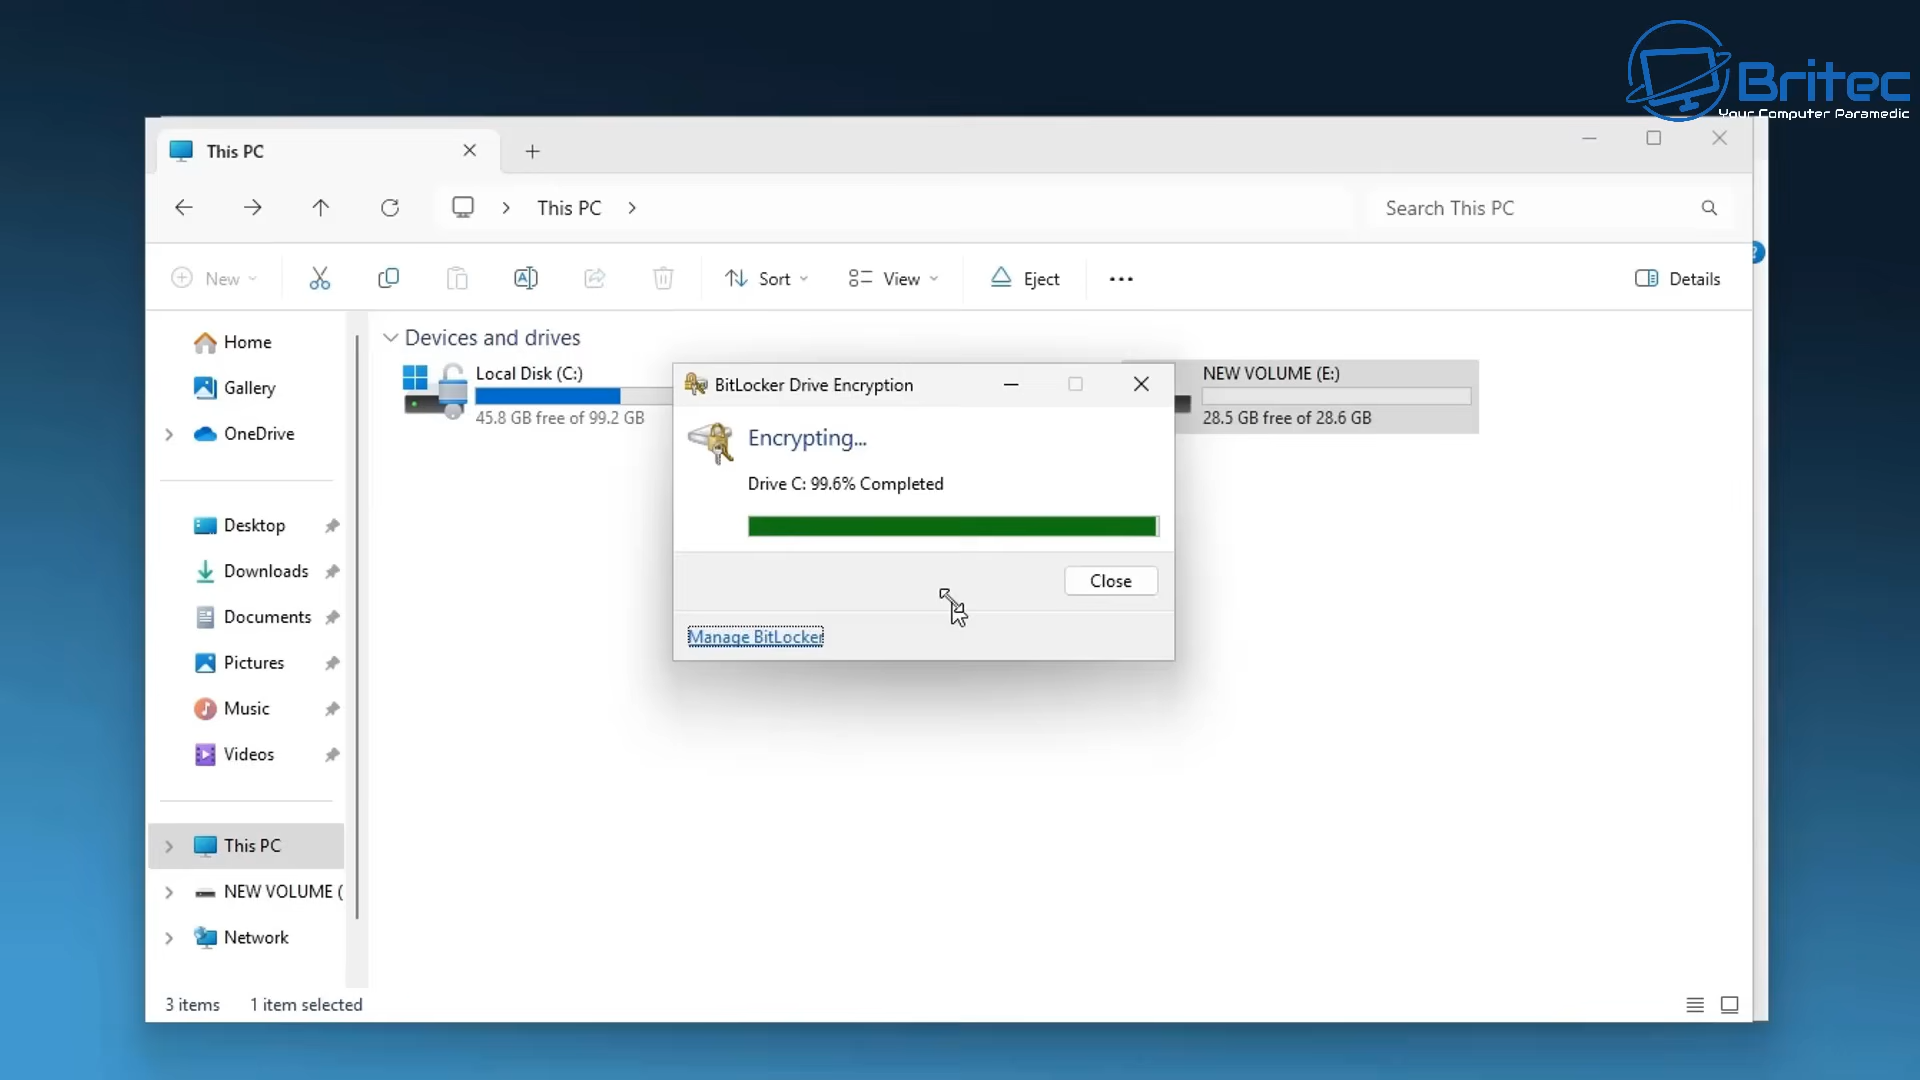 Britec
Your Computer Paramedic
This PC
This PC
Search This PC
New
Sort
View
Eject
Details
Home
Gallery
OneDrive
Desktop
Downloads
Documents
Pictures
Music
Videos
This PC
NEW VOLUME (
Network
Devices and drives
Local Disk (C:)
45.8 GB free of 99.2 GB
NEW VOLUME (E:)
28.5 GB free of 28.6 GB
BitLocker Drive Encryption
Encrypting...
Drive C: 99.6% Completed
Close
Manage BitLocker
3 items
1 item selected